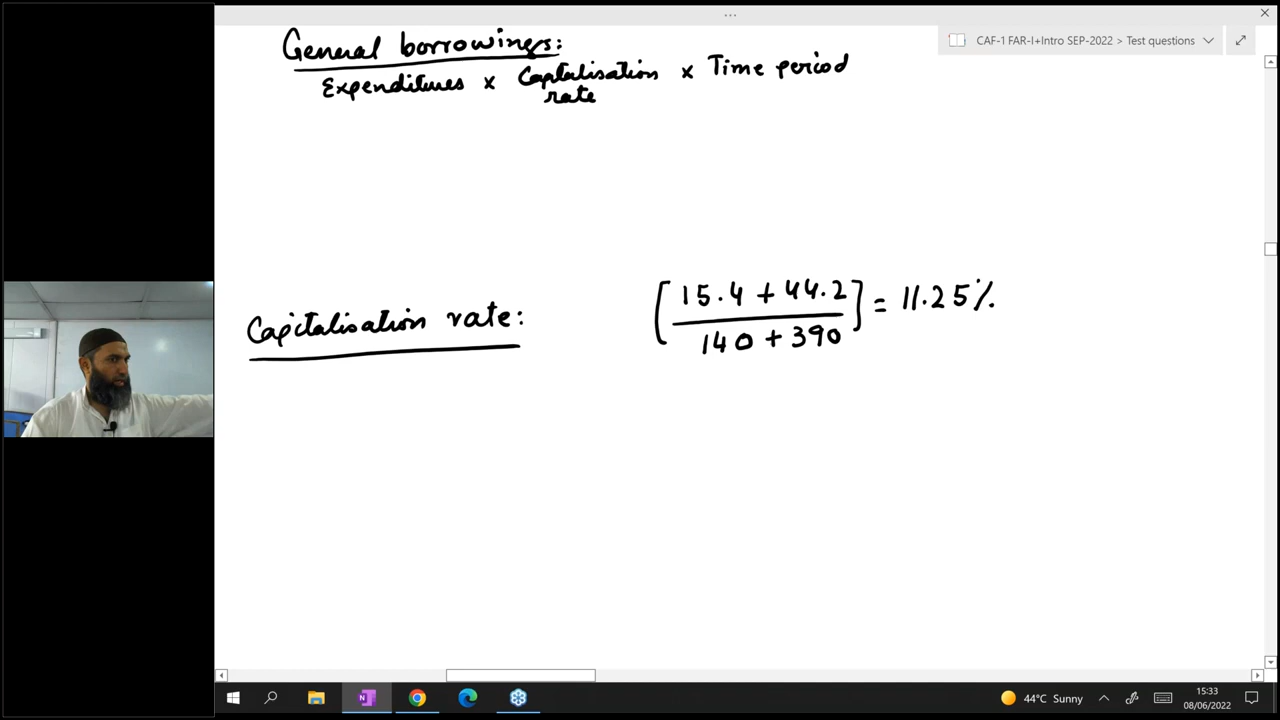 CAF-1 FAR-I+Intro SEP-2022 > Test questions
General borrowings:
Expenditures × Captalisation rate × Time period
Capitalisation rate:
[15.4 + 44.2 / 140 + 390] = 11.25%
44°C Sunny
15:33
08/06/2022